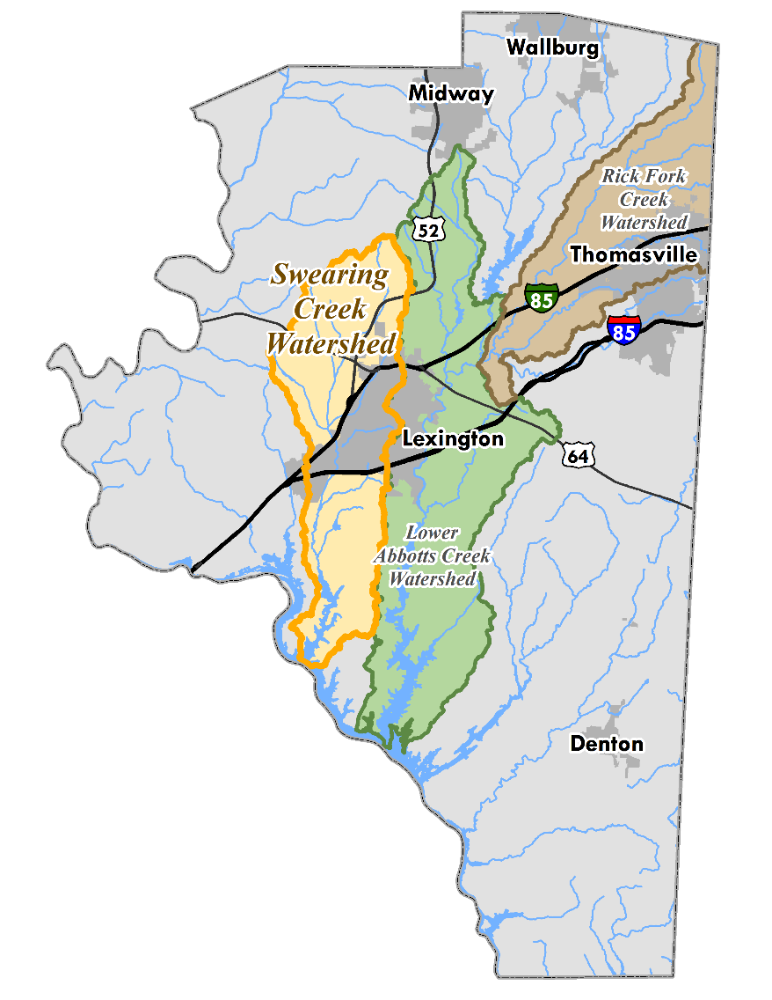 Wallburg
Midway
Rick Fork
Creek
Watershed
52
Thomasville
Swearing
Creek
Watershed
85
85
Lexington
64
Lower
Abbotts Creek
Watershed
Denton